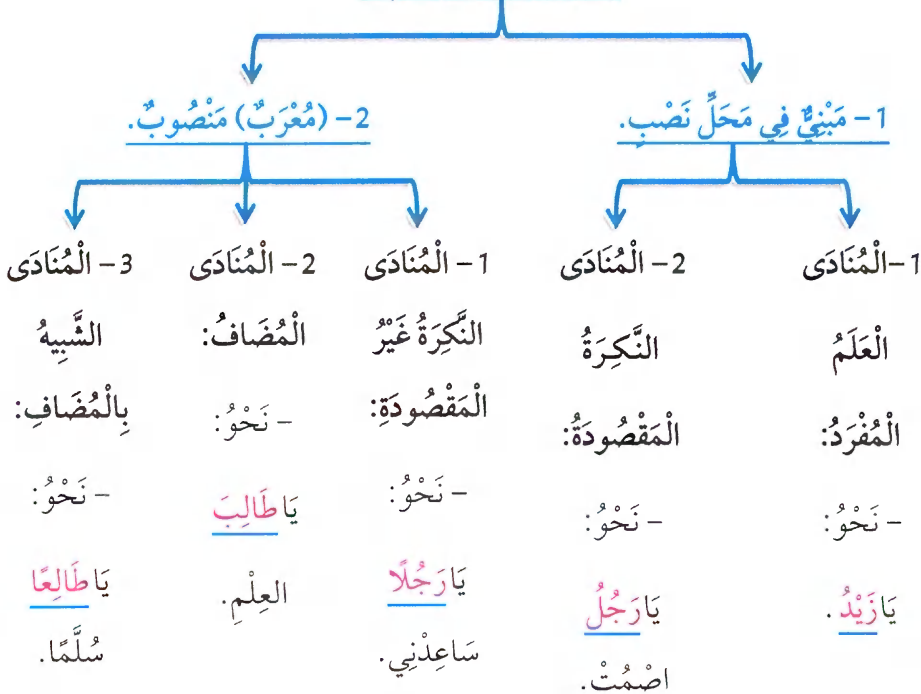 1- مَبْنِيٌّ فِي مَحَلِّ نَصْبٍ.
2- (مُعْرَبٌ) مَنْصُوبٌ.
1-الْمُنَادَى
الْعَلَمُ
الْمُفْرَدُ:
- نَحْوُ:
يَا زَيْدُ.
2- الْمُنَادَى
النَّكِرَةُ
الْمَقْصُودَةُ:
- نَحْوُ:
يَا رَجُلُ
اصْمُتْ.
1- الْمُنَادَى
النَّكِرَةُ غَيْرُ
الْمَقْصُودَةِ:
- نَحْوُ:
يَا رَجُلًا
سَاعِدْنِي.
2- الْمُنَادَى
الْمُضَافُ:
- نَحْوُ:
يَا طَالِبَ
العِلْمِ.
3- الْمُنَادَى
الشَّبِيهُ
بِالْمُضَافِ:
- نَحْوُ:
يَا طَالِعًا
سُلَّمًا.